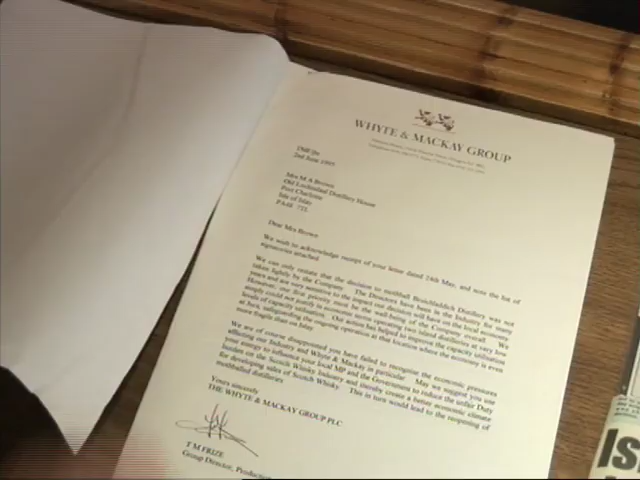 WHYTE & MACKAY GROUP
2nd June 1995
Mrs M A Brown
Old Lochindaal Distillery House
Port Charlotte
Isle of Islay
PA48 7TL
Dear Mrs Brown
We wish to acknowledge receipt of your letter dated 24th May, and note the list of
signatories attached.
We can only restate that the decision to mothball Bruichladdich Distillery was not
taken lightly by the Company. The Directors have been in the Industry for many
years and are very sensitive to the impact our decision will have on the local economy
However, our first priority must be the well being of the Company overall. We
simply could not justify in economic terms operating two island distilleries at very low
levels of capacity utilisation. Our action has helped to improve the capacity utilisation
at Jura, safeguarding the ongoing operation at this location where the economy is even
more fragile than on Islay.
We are of course disappointed you have failed to recognise the economic pressures
affecting our Industry and Whyte & Mackay in particular. May we suggest you use
your energy to influence your local MP and the Government to reduce the unfair Duty
burden on the Scotch Whisky Industry and thereby create a better economic climate
for developing sales of Scotch Whisky. This in turn would lead to the reopening of
mothballed distilleries
Yours sincerely
THE WHYTE & MACKAY GROUP PLC
T M FRIZE
Group Director, Production